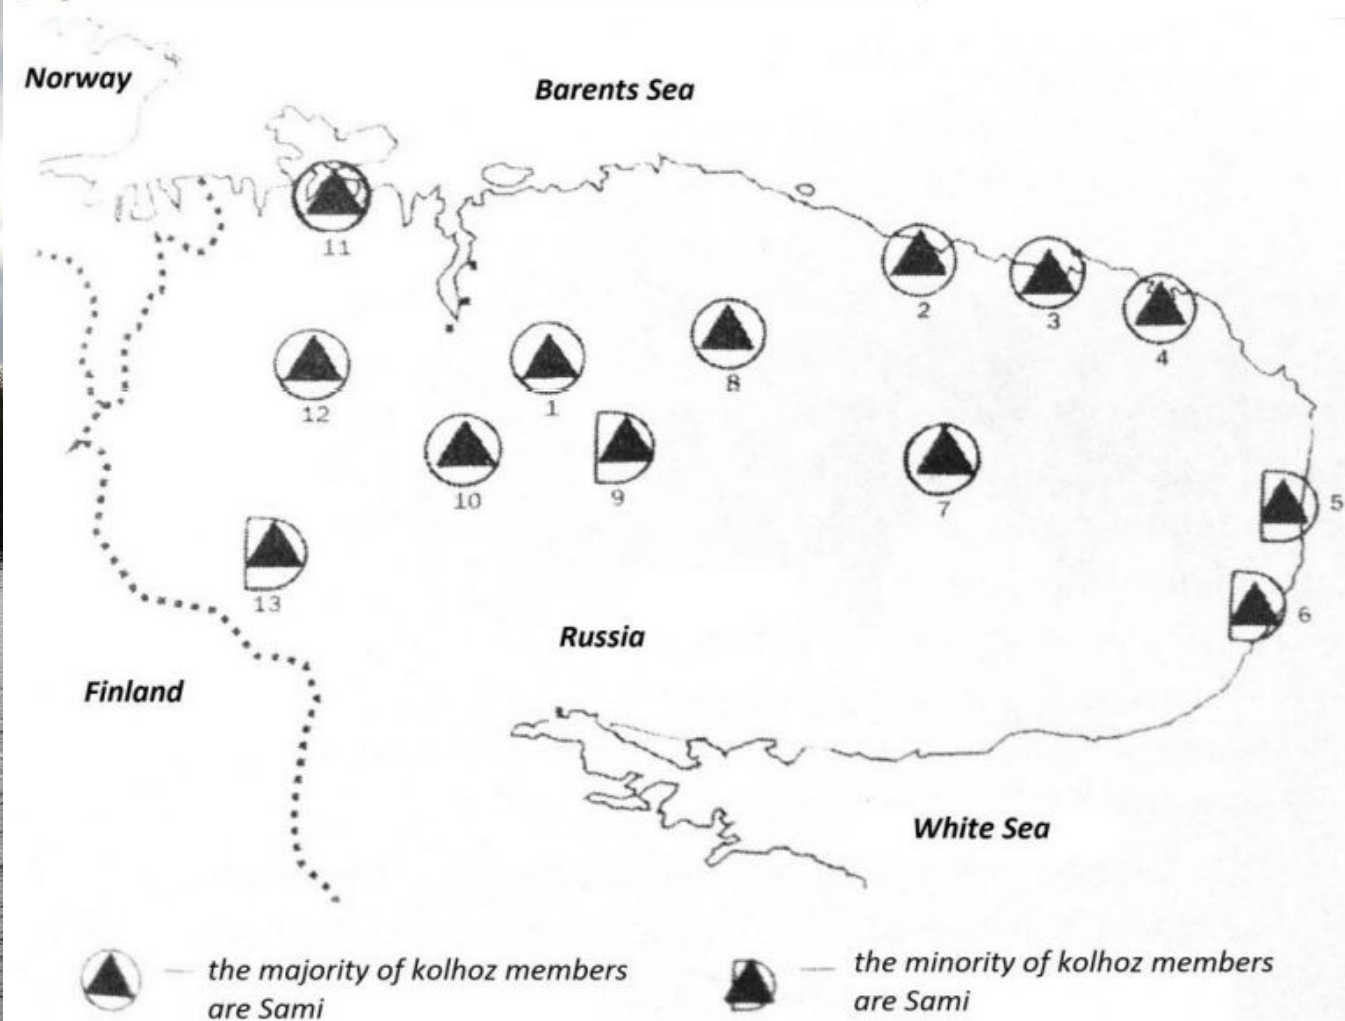 Norway
Barents Sea
11
2
3
4
8
12
1
10
9
7
5
13
6
Russia
Finland
White Sea
the majority of kolhoz members
are Sami
the minority of kolhoz members
are Sami